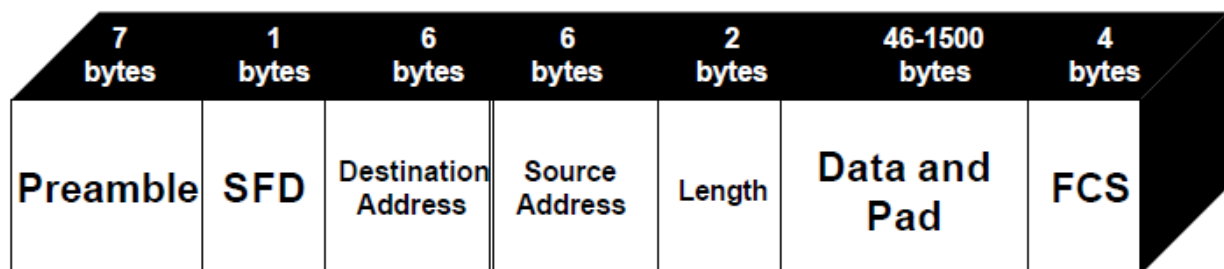 7 1 6 6 2 46-1500 4
bytes bytes bytes bytes bytes bytes bytes
Preamble SFD Destination Address Source Address Length Data and Pad FCS